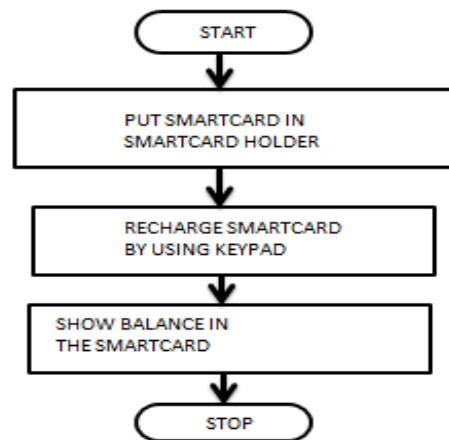 START
PUT SMARTCARD IN
SMARTCARD HOLDER
RECHARGE SMARTCARD
BY USING KEYPAD
SHOW BALANCE IN
THE SMARTCARD
STOP